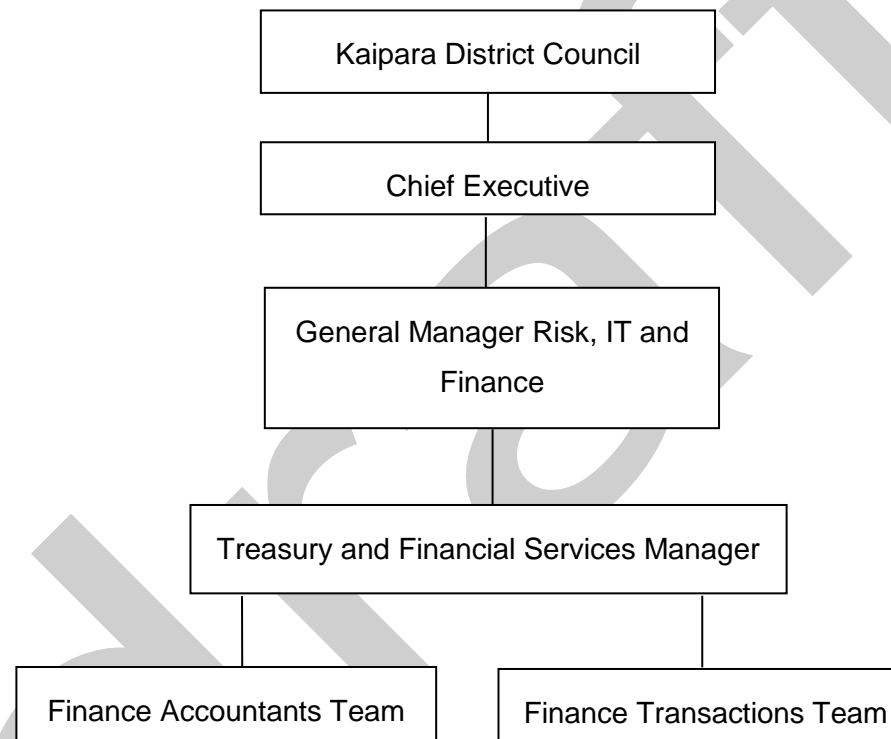 Kaipara District Council
Chief Executive
General Manager Risk, IT and
Finance
Treasury and Financial Services Manager
Finance Accountants Team
Finance Transactions Team
draft